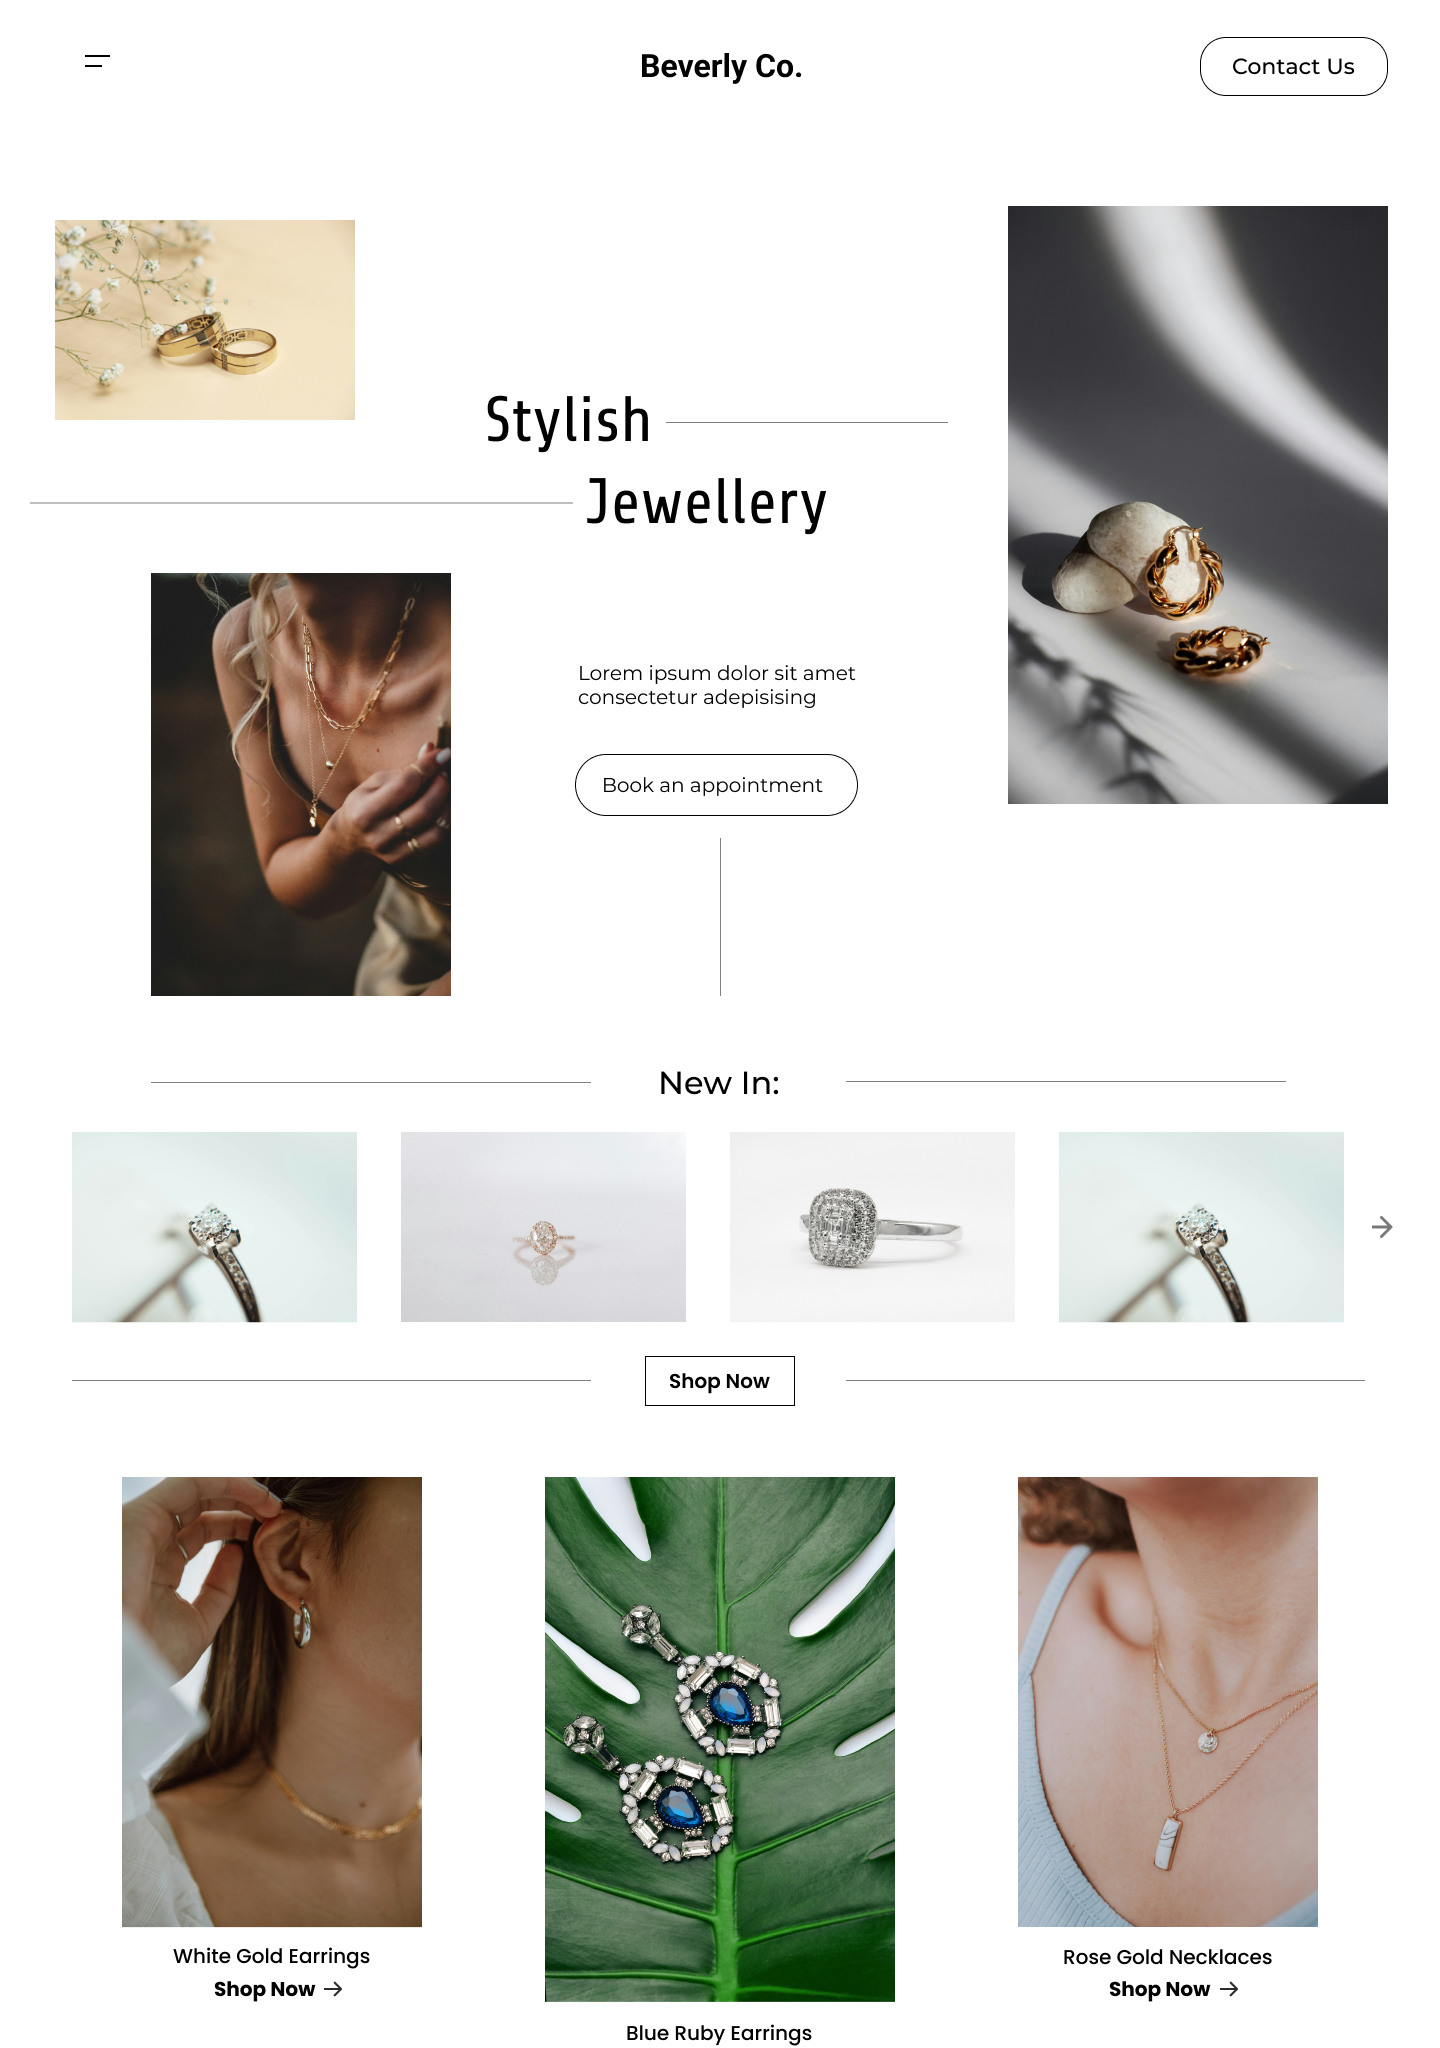 Beverly Co.
Contact Us
Stylish
Jewellery
Lorem ipsum dolor sit amet
consectetur adepisising
Book an appointment
New In:
Shop Now
White Gold Earrings
Shop Now
Blue Ruby Earrings
Rose Gold Necklaces
Shop Now